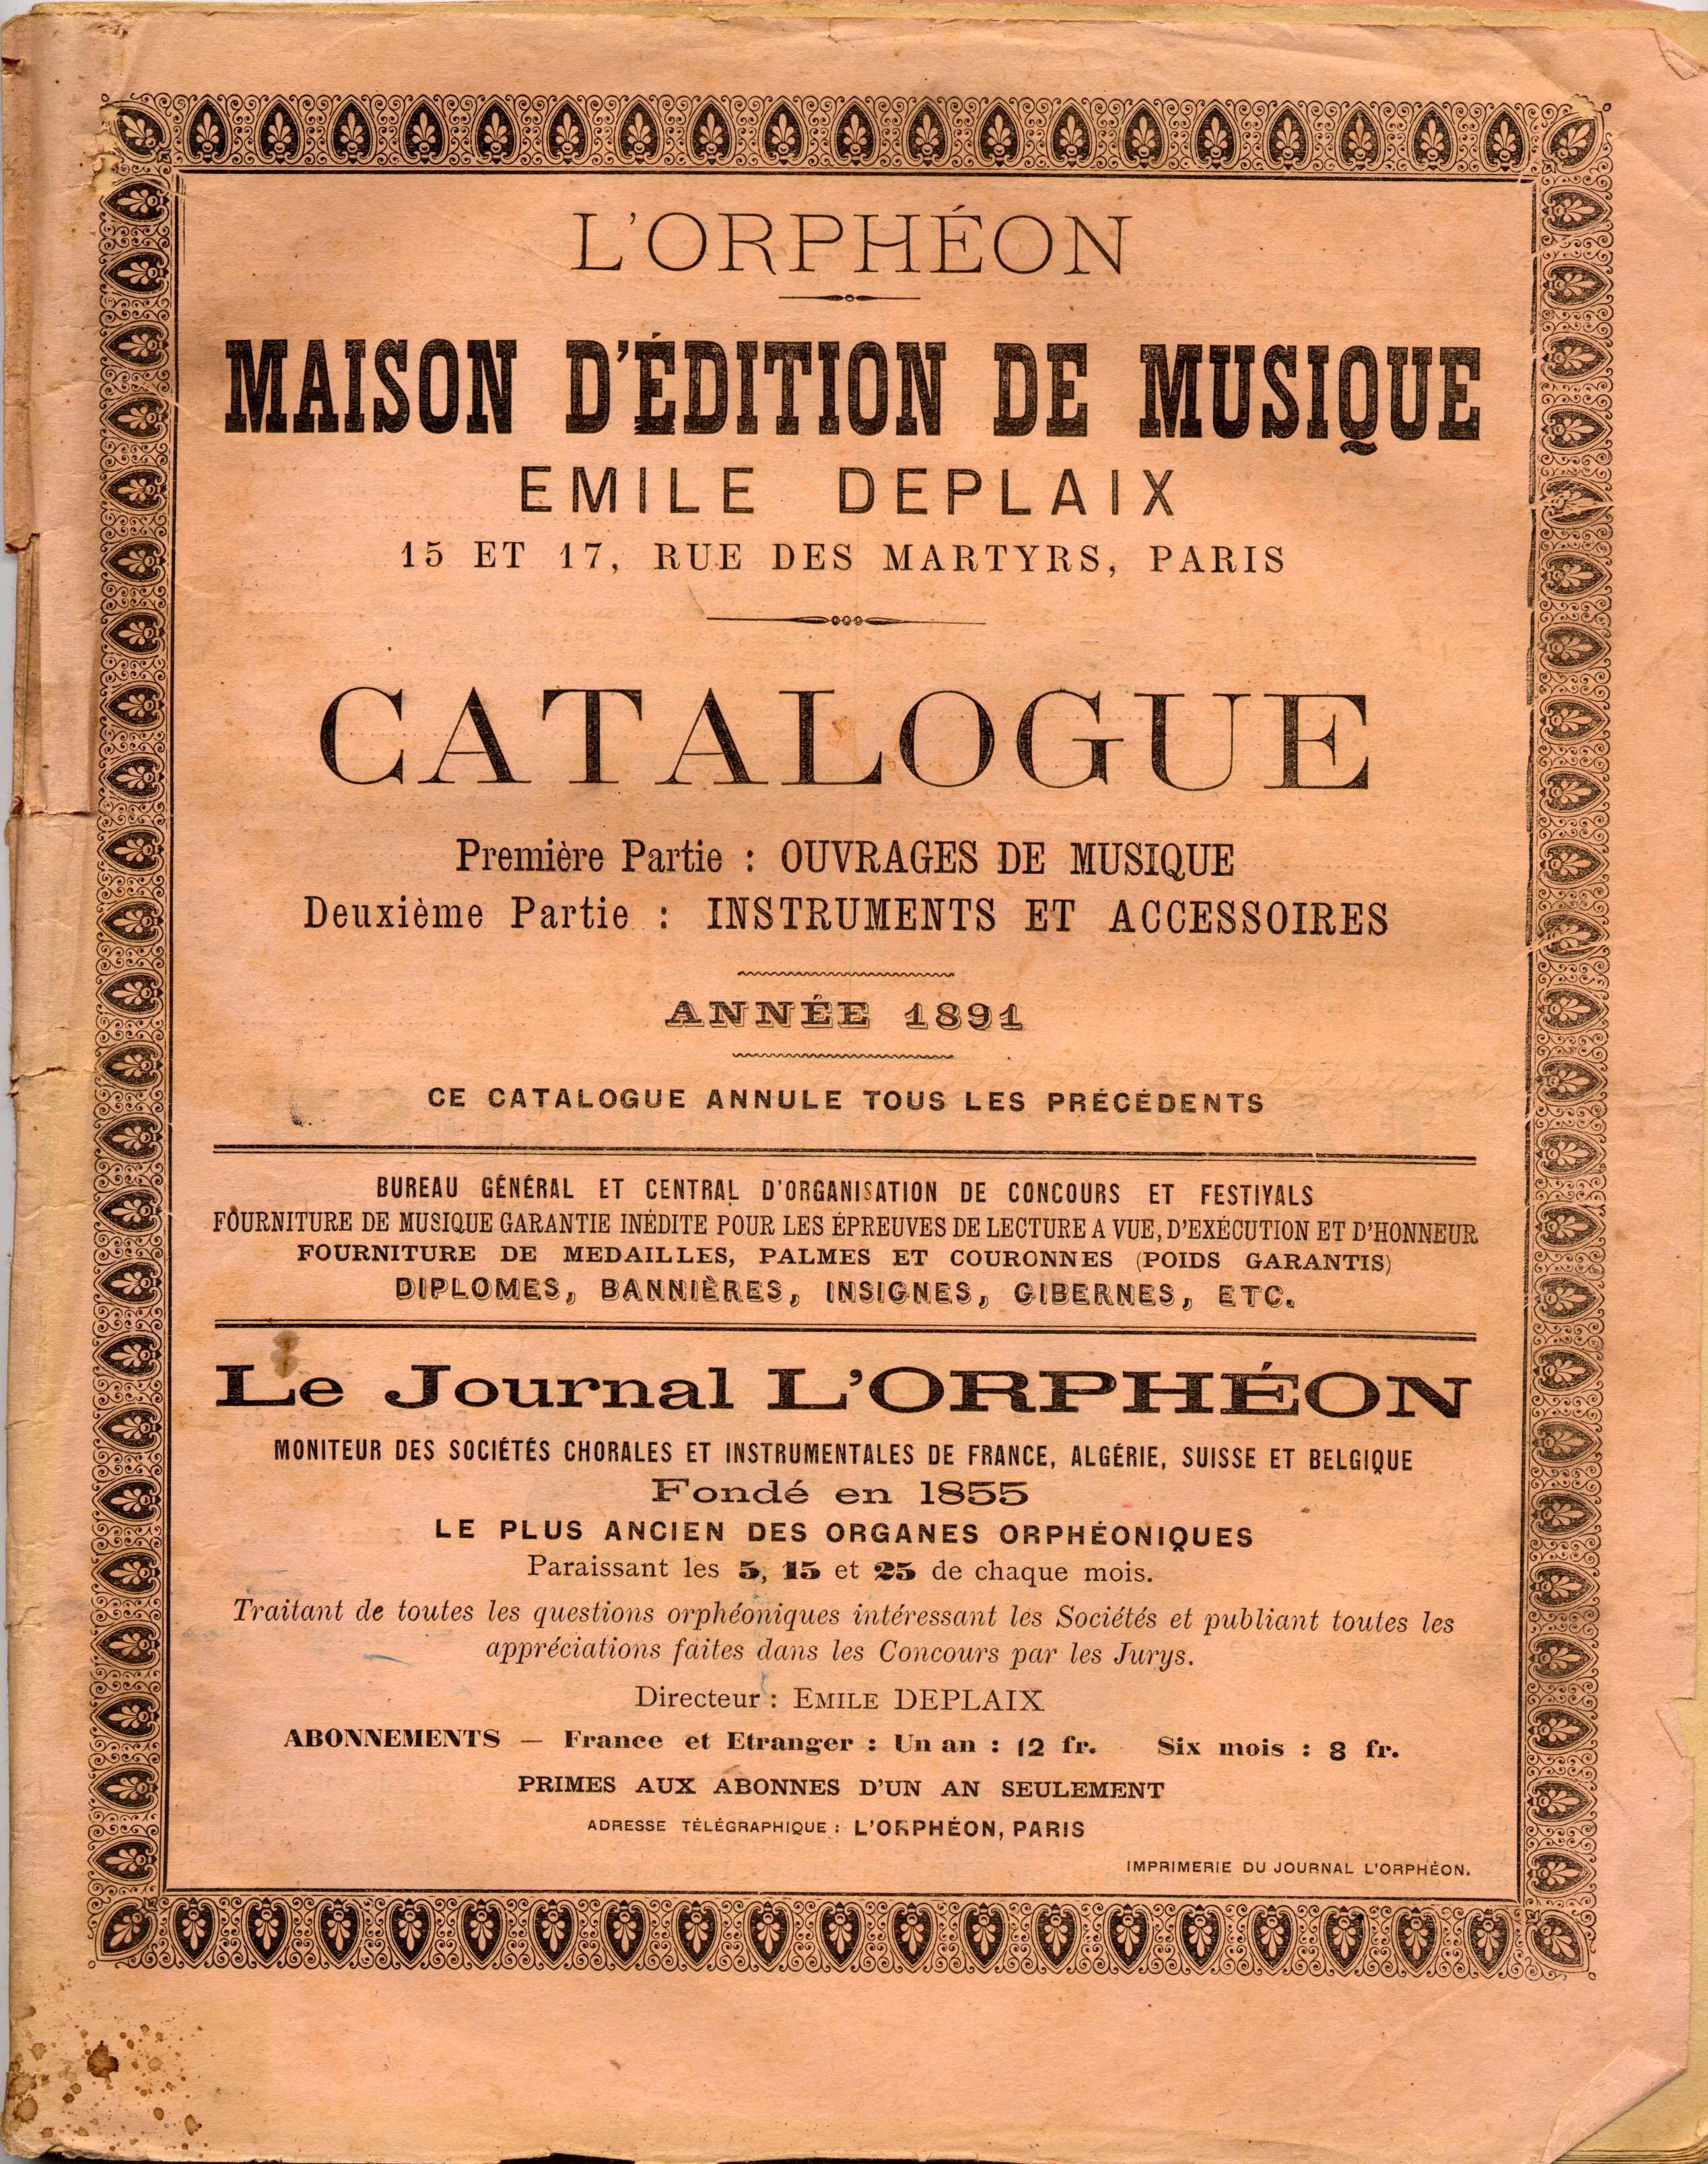 L'ORPHÉON
MAISON D'ÉDITION DE MUSIQUE
EMILE DEPLAIX
15 ET 17, RUE DES MARTYRS, PARIS
CATALOGUE
Première Partie : OUVRAGES DE MUSIQUE
Deuxième Partie : INSTRUMENTS ET ACCESSOIRES
ANNÉE 1891
CE CATALOGUE ANNULE TOUS LES PRÉCÉDENTS
BUREAU GÉNÉRAL ET CENTRAL D'ORGANISATION DE CONCOURS ET FESTIVALS
FOURNITURE DE MUSIQUE GARANTIE INÉDITE POUR LES ÉPREUVES DE LECTURE A VUE, D'EXÉCUTION ET D'HONNEUR
FOURNITURE DE MEDAILLES, PALMES ET COURONNES (POIDS GARANTIS)
DIPLOMES, BANNIÈRES, INSIGNES, GIBERNES, ETC.
Le Journal L'ORPHÉON
MONITEUR DES SOCIÉTÉS CHORALES ET INSTRUMENTALES DE FRANCE, ALGÉRIE, SUISSE ET BELGIQUE
Fondé en 1855
LE PLUS ANCIEN DES ORGANES ORPHÉONIQUES
Paraissant les 5, 15 et 25 de chaque mois.
Traitant de toutes les questions orphéoniques intéressant les Sociétés et publiant toutes les
appréciations faites dans les Concours par les Jurys.
Directeur : EMILE DEPLAIX
ABONNEMENTS — France et Etranger : Un an : 12 fr. Six mois : 8 fr.
PRIMES AUX ABONNES D'UN AN SEULEMENT
ADRESSE TÉLÉGRAPHIQUE : L'ORPHÉON, PARIS
IMPRIMERIE DU JOURNAL L'ORPHÉON.